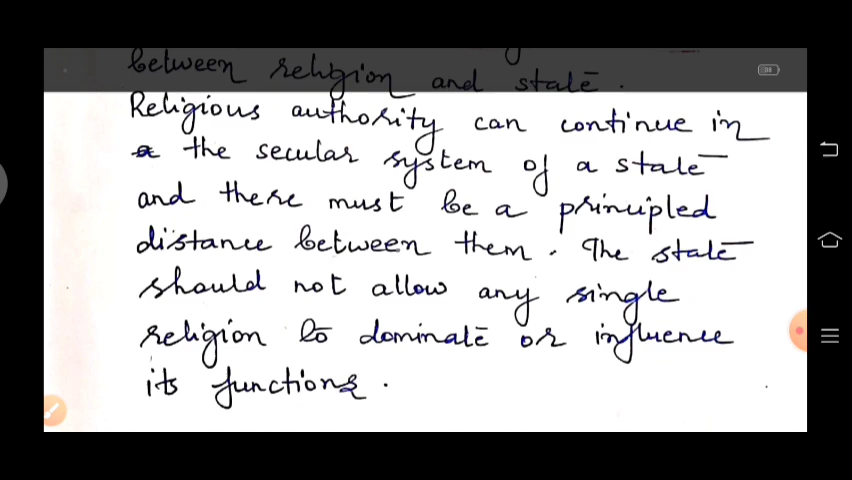 between religion and state.
Religious authority can continue in
the secular system of a state
and there must be a principled
distance between them. The state
should not allow any single
religion to dominate or influence
its functions.